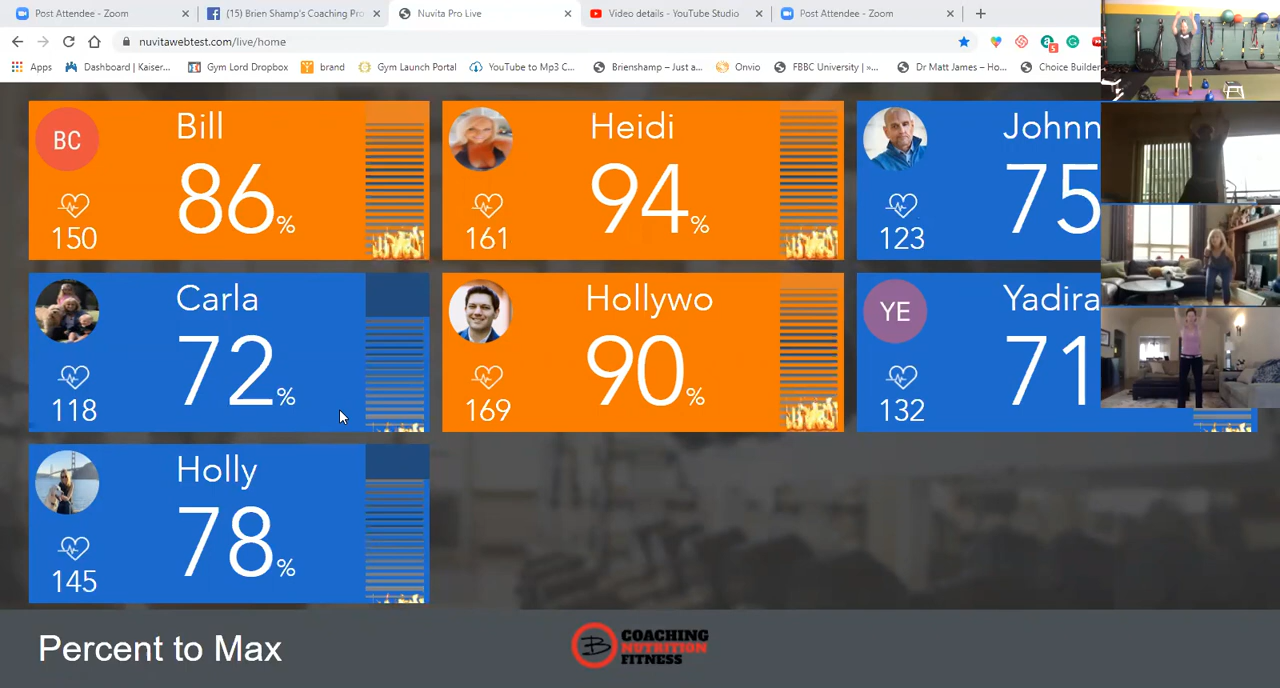 Post Attendee - Zoom
(15) Brien Shamp's Coaching Pro
Nuvita Pro Live
Video details - YouTube Studio
Post Attendee - Zoom
nuvitawebtest.com/live/home
Apps
Dashboard | Kaiser...
Gym Lord Dropbox
brand
Gym Launch Portal
YouTube to Mp3 C...
Brienshamp – Just a...
Onvio
FBBC University | »...
Dr Matt James – Ho...
Choice Builder
BC
Bill
86%
150
Heidi
94%
161
Johnn
75
123
Carla
72%
118
Hollywo
90%
169
YE
Yadira
71
132
Holly
78%
145
Percent to Max
B
COACHING
NUTRITION
FITNESS